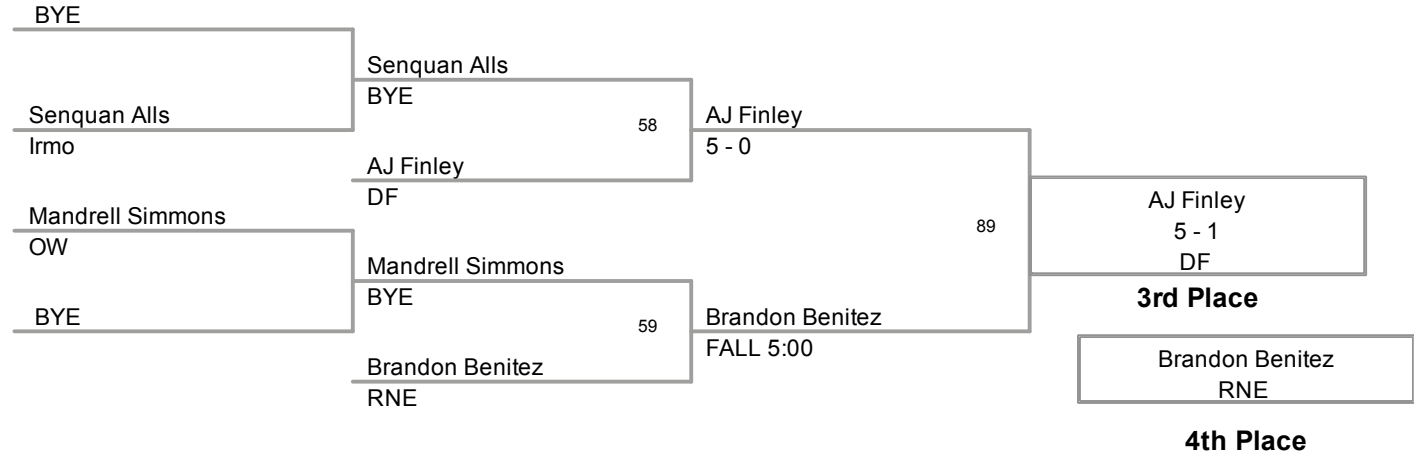 BYE
Senquan Alls
BYE
Senquan Alls
Irmo
58
AJ Finley
5 - 0
AJ Finley
DF
Mandrell Simmons
OW
89
AJ Finley
5 - 1
DF
3rd Place
Mandrell Simmons
BYE
BYE
59
Brandon Benitez
FALL 5:00
Brandon Benitez
RNE
Brandon Benitez
RNE
4th Place